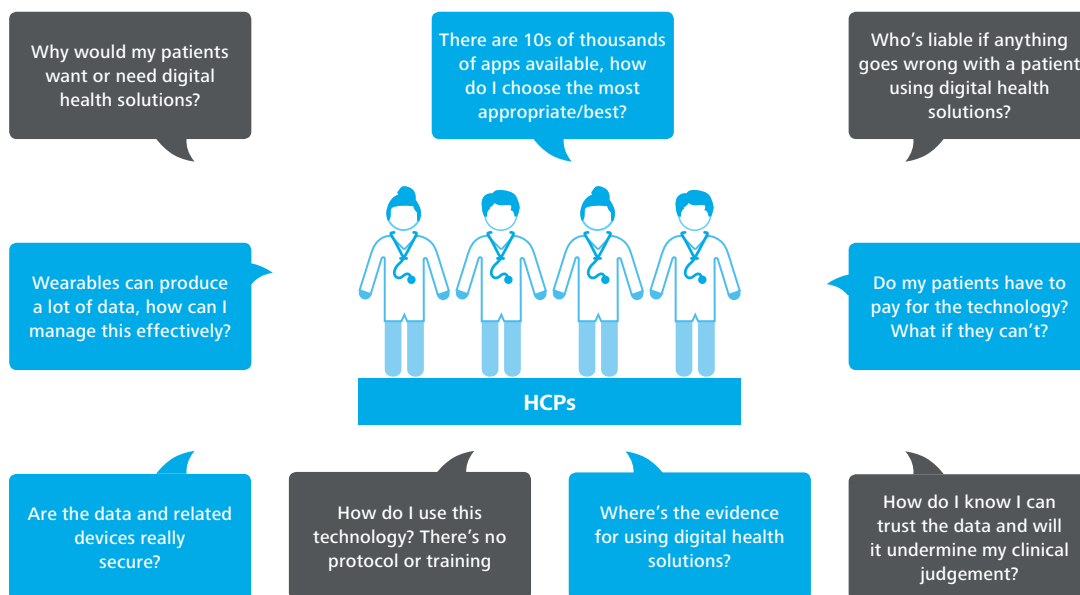 Why would my patients
want or need digital
health solutions?
There are 10s of thousands
of apps available, how
do I choose the most
appropriate/best?
Who's liable if anything
goes wrong with a patient
using digital health
solutions?
Wearables can produce
a lot of data, how can I
manage this effectively?
Do my patients have to
pay for the technology?
What if they can't?
HCPs
Are the data and related
devices really
secure?
How do I use this
technology? There's no
protocol or training
Where's the evidence
for using digital health
solutions?
How do I know I can
trust the data and will
it undermine my clinical
judgement?